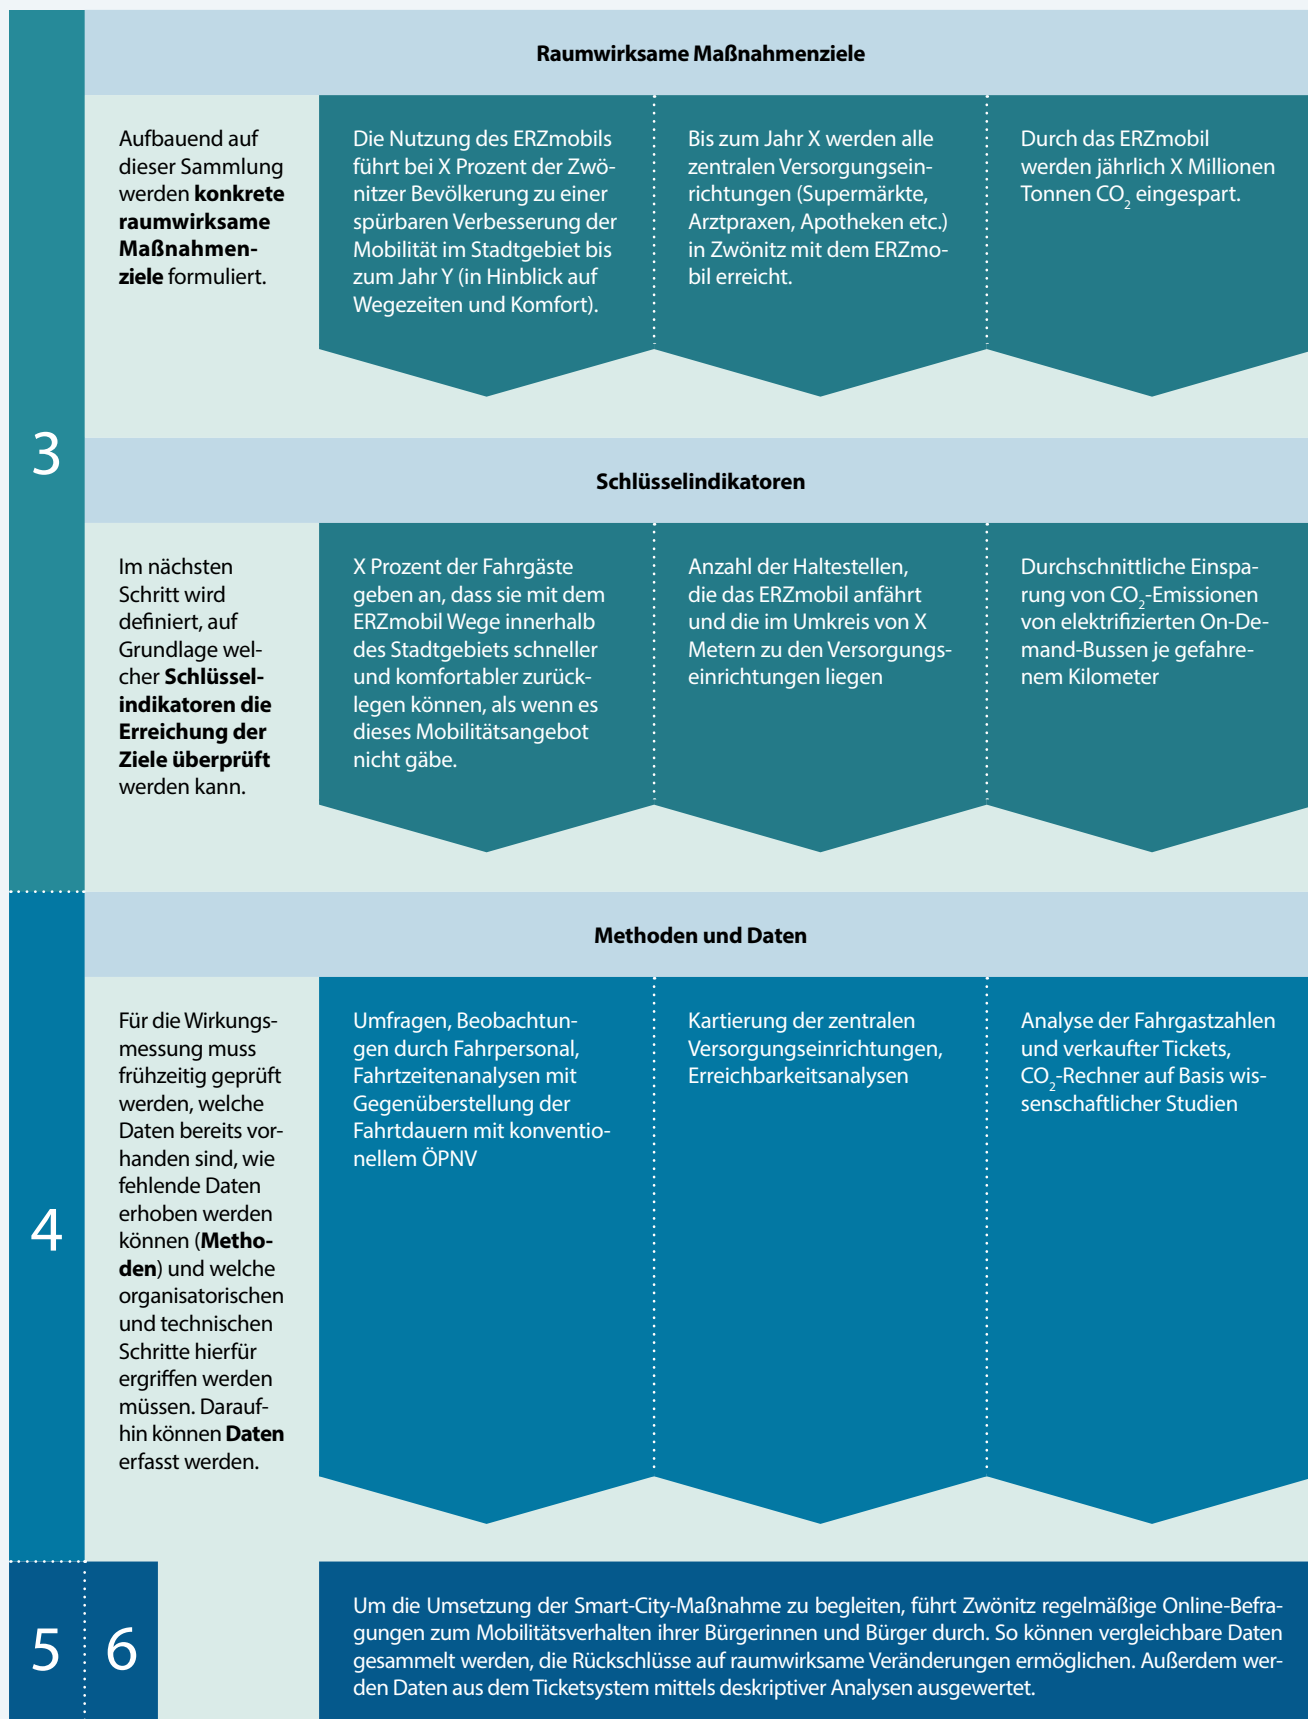 Raumwirksame Maßnahmenziele
3
Aufbauend auf
dieser Sammlung
werden konkrete
raumwirksame
Maßnahmen-
ziele formuliert.
Die Nutzung des ERZmobils
führt bei X Prozent der Zwö-
nitzer Bevölkerung zu einer
spürbaren Verbesserung der
Mobilität im Stadtgebiet bis
zum Jahr Y (in Hinblick auf
Wegezeiten und Komfort).
Bis zum Jahr X werden alle
zentralen Versorgungsein-
richtungen (Supermärkte,
Arztpraxen, Apotheken etc.)
in Zwönitz mit dem ERZmo-
bil erreicht.
Durch das ERZmobil
werden jährlich X Millionen
Tonnen CO₂ eingespart.
Schlüsselindikatoren
Im nächsten
Schritt wird
definiert, auf
Grundlage wel-
cher Schlüssel-
indikatoren die
Erreichung der
Ziele überprüft
werden kann.
X Prozent der Fahrgäste
geben an, dass sie mit dem
ERZmobil Wege innerhalb
des Stadtgebiets schneller
und komfortabler zurück-
legen können, als wenn es
dieses Mobilitätsangebot
nicht gäbe.
Anzahl der Haltestellen,
die das ERZmobil anfährt
und die im Umkreis von X
Metern zu den Versorgungs-
einrichtungen liegen
Durchschnittliche Einspa-
rung von CO₂-Emissionen
von elektrifizierten On-De-
mand-Bussen je gefahre-
nem Kilometer
Methoden und Daten
4
Für die Wirkungs-
messung muss
frühzeitig geprüft
werden, welche
Daten bereits vor-
handen sind, wie
fehlende Daten
erhoben werden
können (Metho-
den) und welche
organisatorischen
und technischen
Schritte hierfür
ergriffen werden
müssen. Darauf-
hin können Daten
erfasst werden.
Umfragen, Beobachtun-
gen durch Fahrpersonal,
Fahrtzeitenanalysen mit
Gegenüberstellung der
Fahrtdauern mit konventio-
nellem ÖPNV
Kartierung der zentralen
Versorgungseinrichtungen,
Erreichbarkeitsanalysen
Analyse der Fahrgastzahlen
und verkaufter Tickets,
CO₂-Rechner auf Basis wis-
senschaftlicher Studien
5 6
Um die Umsetzung der Smart-City-Maßnahme zu begleiten, führt Zwönitz regelmäßige Online-Befra-
gungen zum Mobilitätsverhalten ihrer Bürgerinnen und Bürger durch. So können vergleichbare Daten
gesammelt werden, die Rückschlüsse auf raumwirksame Veränderungen ermöglichen. Außerdem wer-
den Daten aus dem Ticketsystem mittels deskriptiver Analysen ausgewertet.